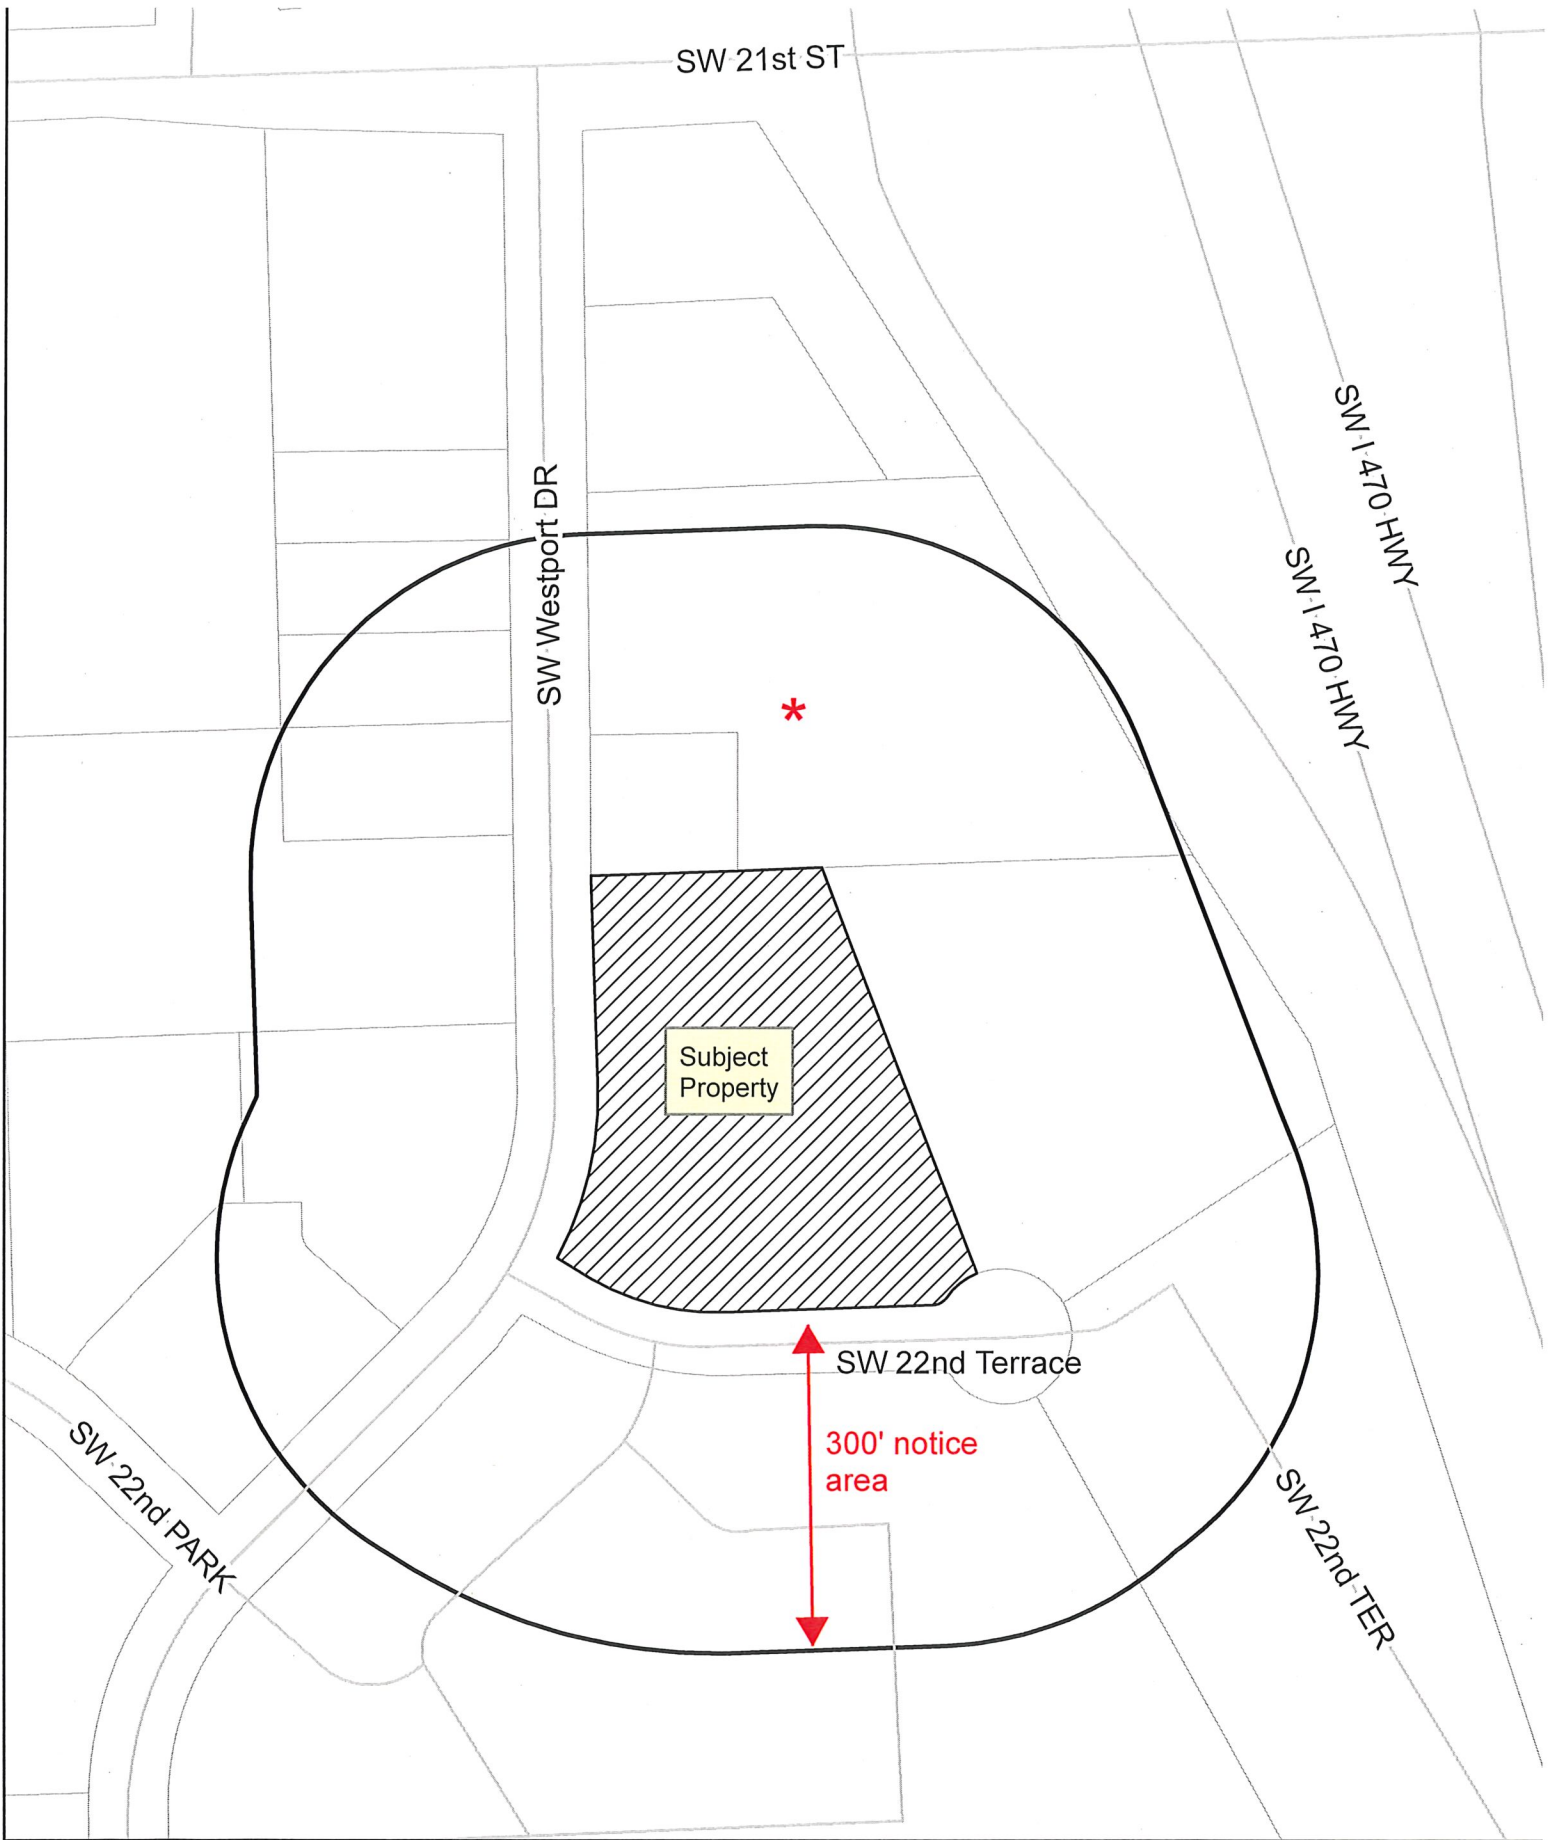 SW 21st ST
SW I 470 HWY
SW I 470 HWY
SW Westport DR
*
Subject
Property
SW 22nd Terrace
300' notice
area
SW 22nd PARK
SW 22nd TER